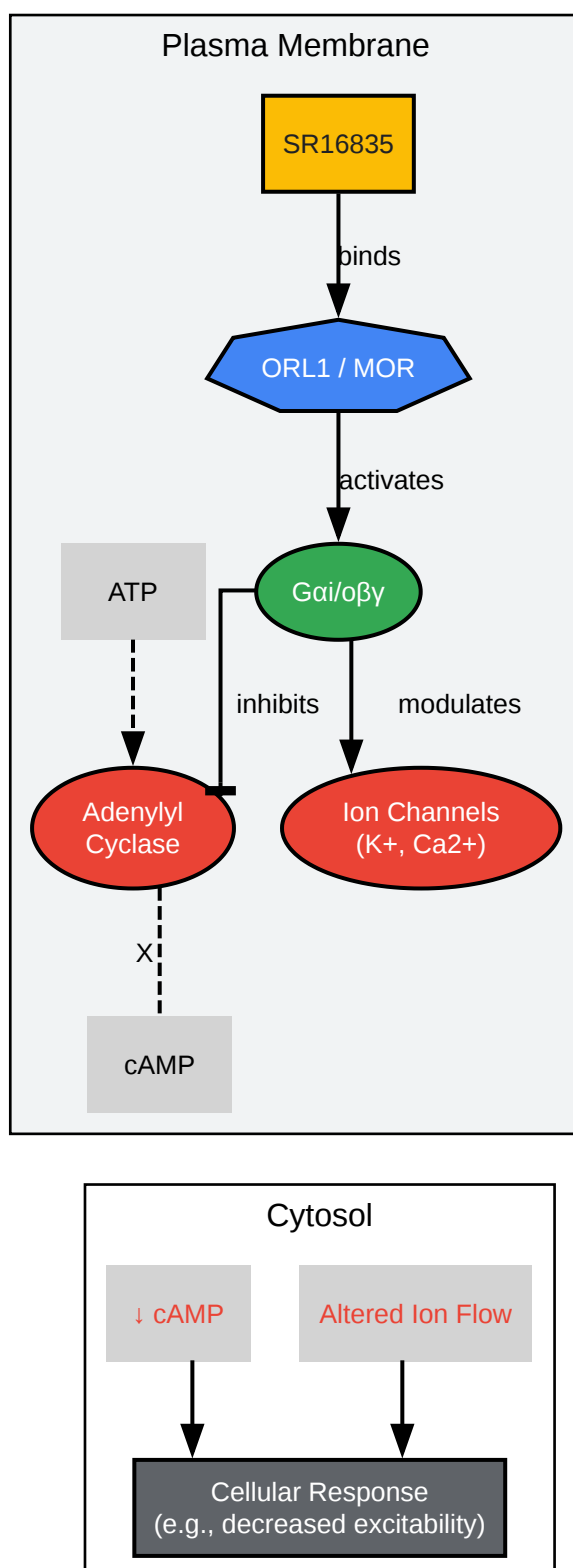 Plasma Membrane
SR16835
binds
ORL1 / MOR
activates
ATP
Gαi/oβγ
inhibits
modulates
Adenylyl
Cyclase
Ion Channels
(K+, Ca2+)
X
cAMP
Cytosol
↓ cAMP
Altered Ion Flow
Cellular Response
(e.g., decreased excitability)